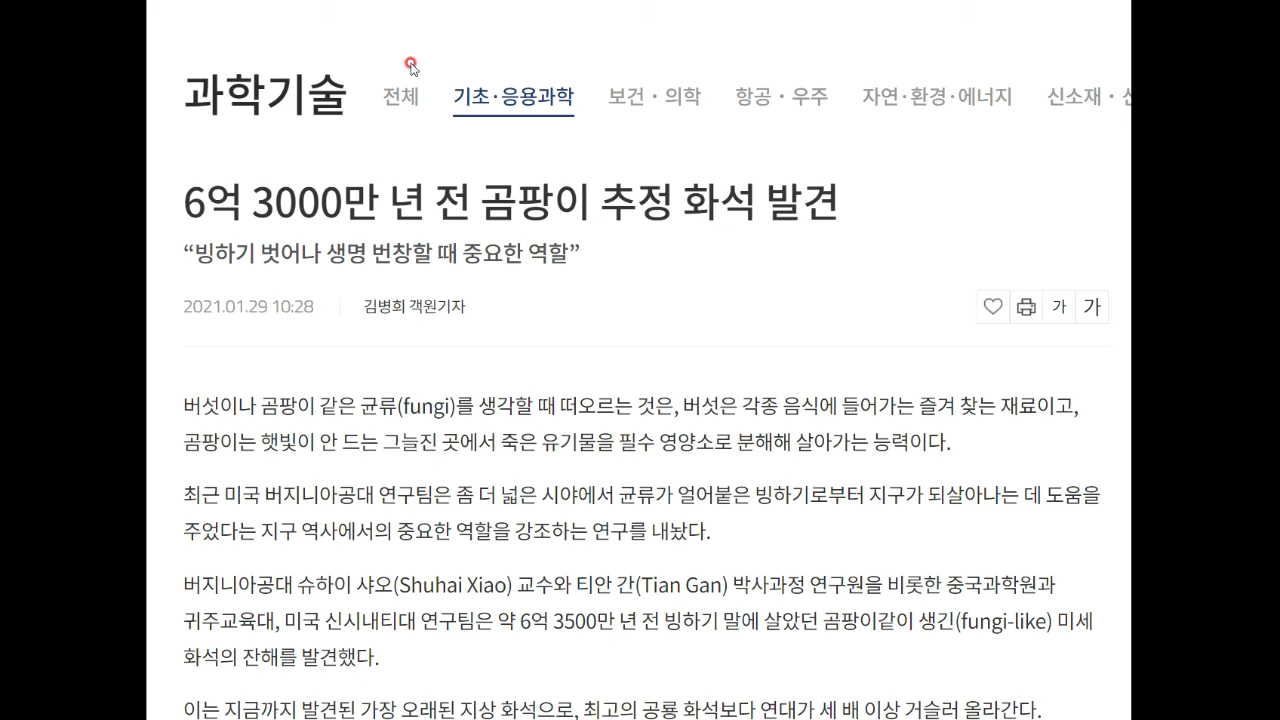 과학기술 전체 기초·응용과학 보건·의학 항공·우주 자연·환경·에너지 신소재·
6억 3000만 년 전 곰팡이 추정 화석 발견
“빙하기 벗어나 생명 번창할 때 중요한 역할”
2021.01.29 10:28 김병희 객원기자 가 가
버섯이나 곰팡이 같은 균류(fungi)를 생각할 때 떠오르는 것은, 버섯은 각종 음식에 들어가는 즐겨 찾는 재료이고,
곰팡이는 햇빛이 안 드는 그늘진 곳에서 죽은 유기물을 필수 영양소로 분해해 살아가는 능력이다.
최근 미국 버지니아공대 연구팀은 좀 더 넓은 시야에서 균류가 얼어붙은 빙하기로부터 지구가 되살아나는 데 도움을
주었다는 지구 역사에서의 중요한 역할을 강조하는 연구를 내놨다.
버지니아공대 슈하이 샤오(Shuhai Xiao) 교수와 티안 간(Tian Gan) 박사과정 연구원을 비롯한 중국과학원과
귀주교육대, 미국 신시내티대 연구팀은 약 6억 3500만 년 전 빙하기 말에 살았던 곰팡이같이 생긴(fungi-like) 미세
화석의 잔해를 발견했다.
이는 지금까지 발견된 가장 오래된 지상 화석으로, 최고의 공룡 화석보다 연대가 세 배 이상 거슬러 올라간다.